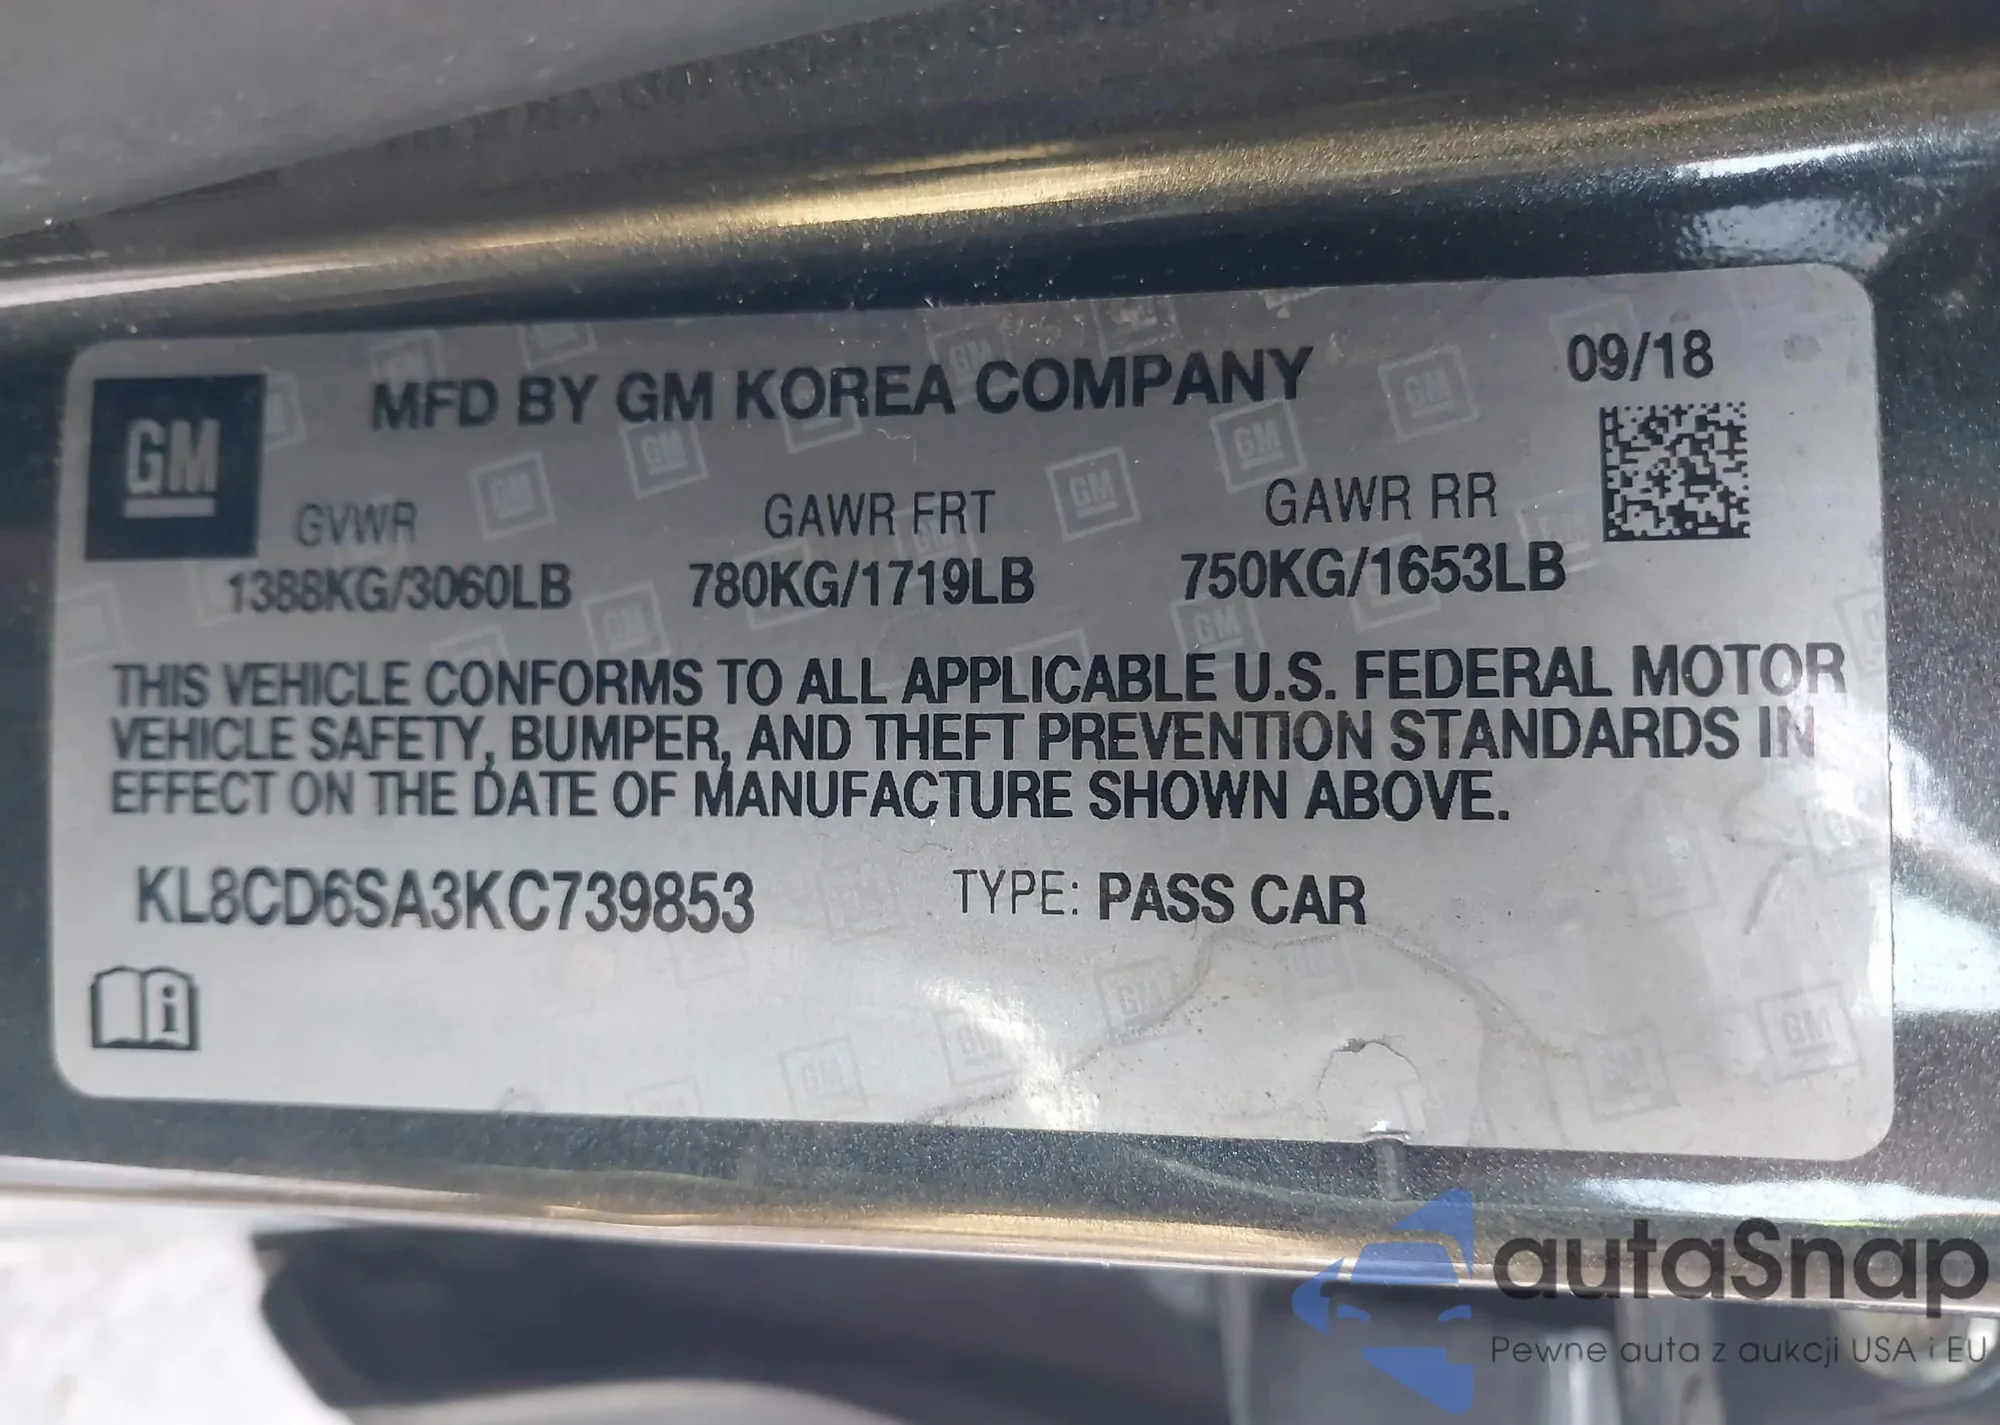 MFD BY GM KOREA COMPANY
09/18
GM
GVWR
GAWR FRT
GAWR RR
1388KG/3060LB
780KG/1719LB
750KG/1653LB
THIS VEHICLE CONFORMS TO ALL APPLICABLE U.S. FEDERAL MOTOR
VEHICLE SAFETY, BUMPER, AND THEFT PREVENTION STANDARDS IN
EFFECT ON THE DATE OF MANUFACTURE SHOWN ABOVE.
KL8CD6SA3KC739853
TYPE: PASS CAR
autaSnap
Pewne auta z aukcji USA i EU